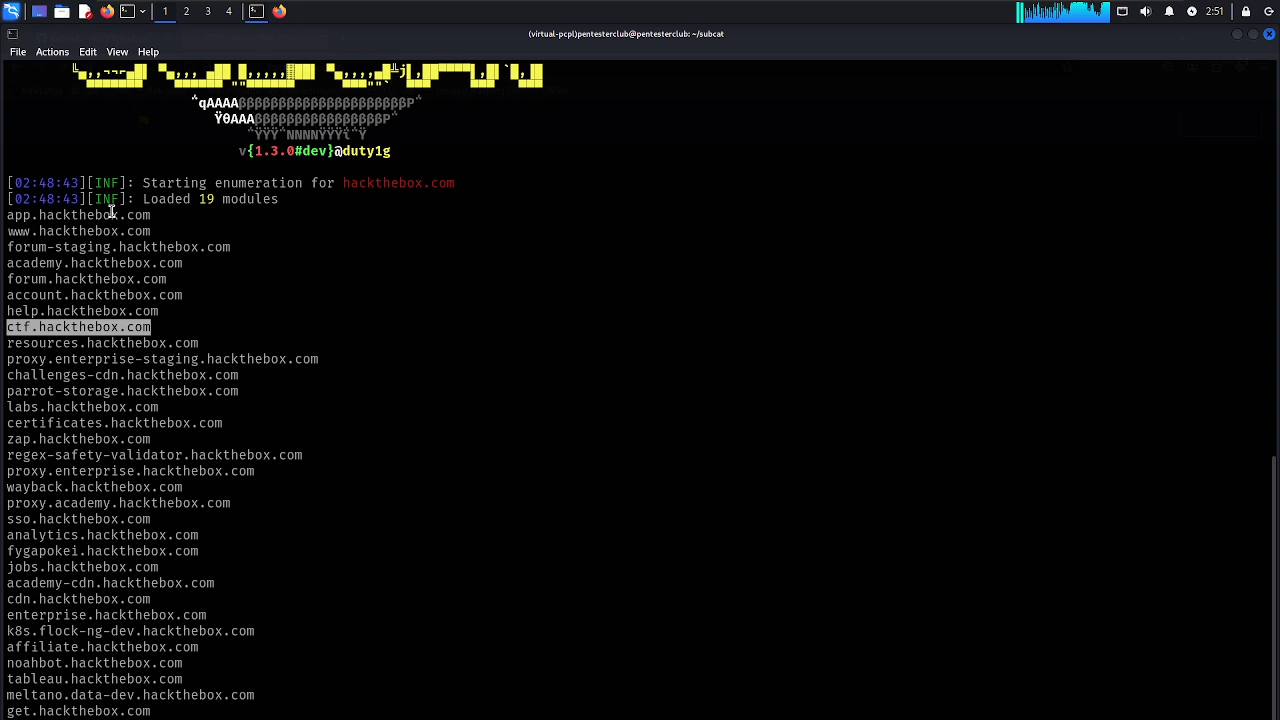 1 2 3 4
2:51
(virtual-pcpl)pentesterclub@pentesterclub: ~/subcat
File Actions Edit View Help
v{1.3.0#dev}@duty1g
[02:48:43][INF]: Starting enumeration for hackthebox.com
[02:48:43][INF]: Loaded 19 modules
app.hackthebox.com
www.hackthebox.com
forum-staging.hackthebox.com
academy.hackthebox.com
forum.hackthebox.com
account.hackthebox.com
help.hackthebox.com
ctf.hackthebox.com
resources.hackthebox.com
proxy.enterprise-staging.hackthebox.com
challenges-cdn.hackthebox.com
parrot-storage.hackthebox.com
labs.hackthebox.com
certificates.hackthebox.com
zap.hackthebox.com
regex-safety-validator.hackthebox.com
proxy.enterprise.hackthebox.com
wayback.hackthebox.com
proxy.academy.hackthebox.com
sso.hackthebox.com
analytics.hackthebox.com
fygapokei.hackthebox.com
jobs.hackthebox.com
academy-cdn.hackthebox.com
cdn.hackthebox.com
enterprise.hackthebox.com
k8s.flock-ng-dev.hackthebox.com
affiliate.hackthebox.com
noahbot.hackthebox.com
tableau.hackthebox.com
meltano.data-dev.hackthebox.com
get.hackthebox.com